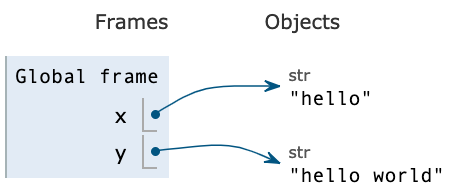 Frames Objects
Global frame
x
y
str
"hello"
str
"hello world"